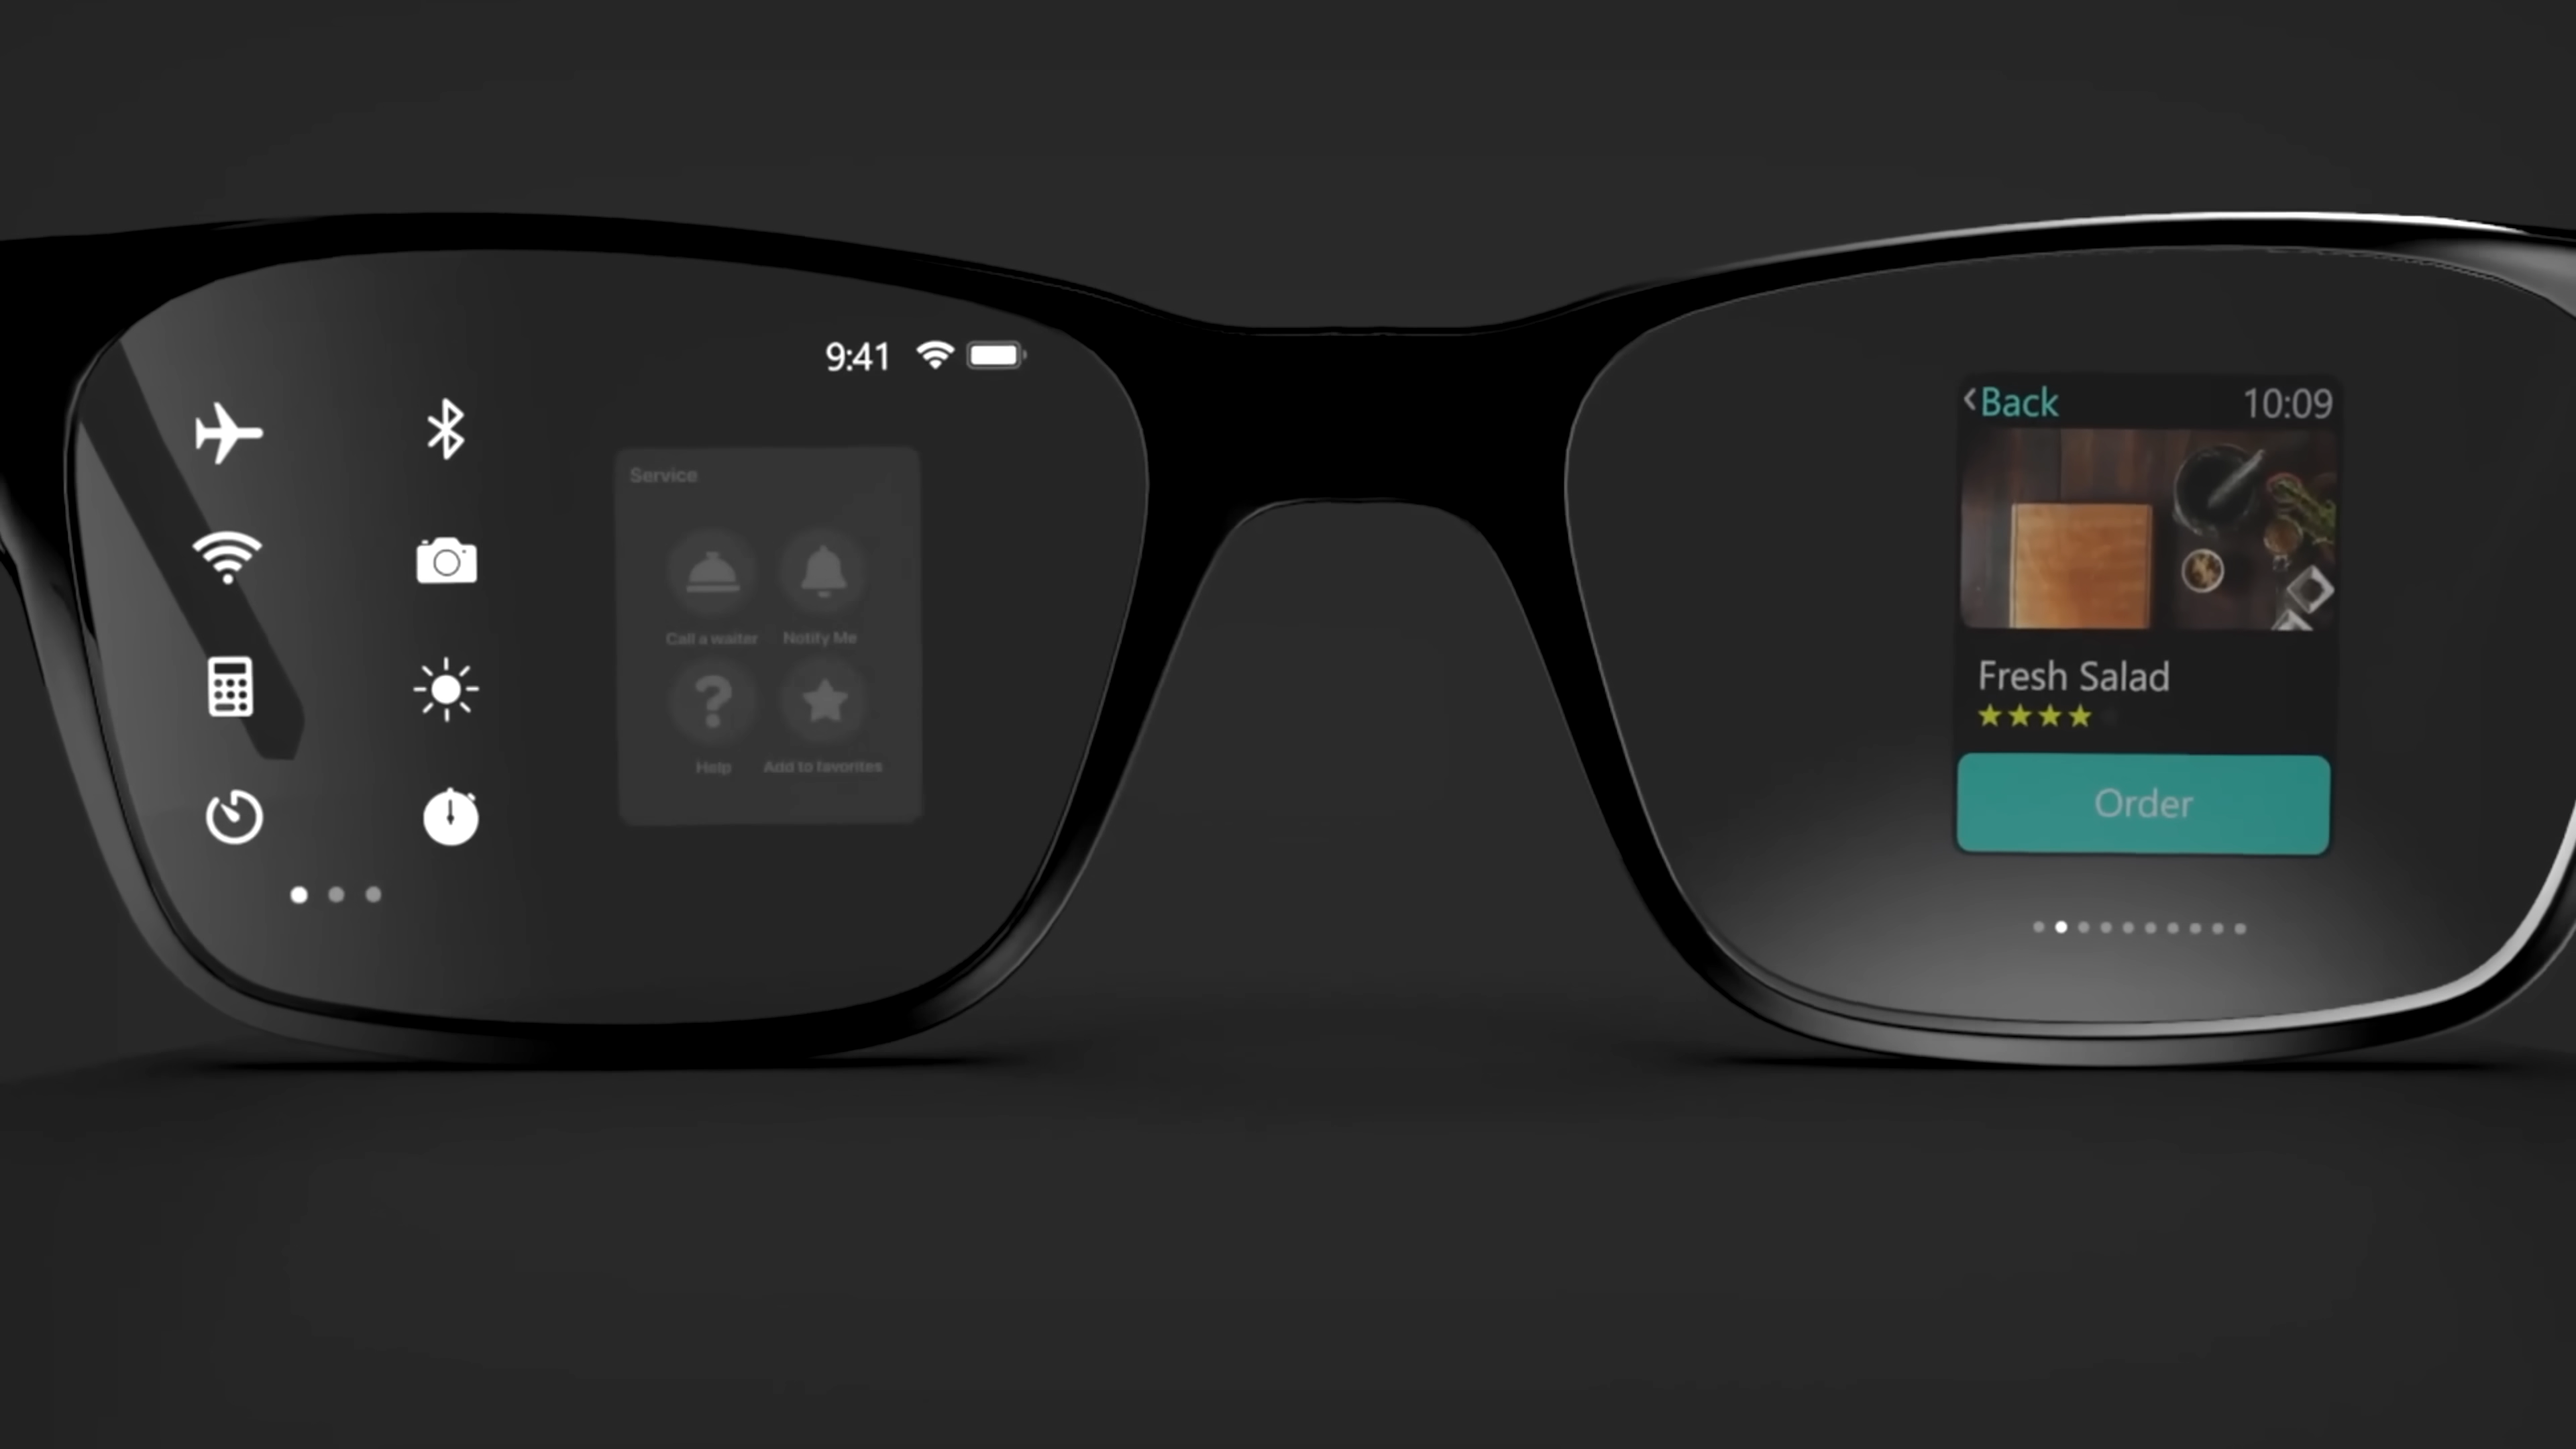 9:41
Service
Call a waiter Notify Me
Help Add to favorites
Back 10:09
Fresh Salad
Order